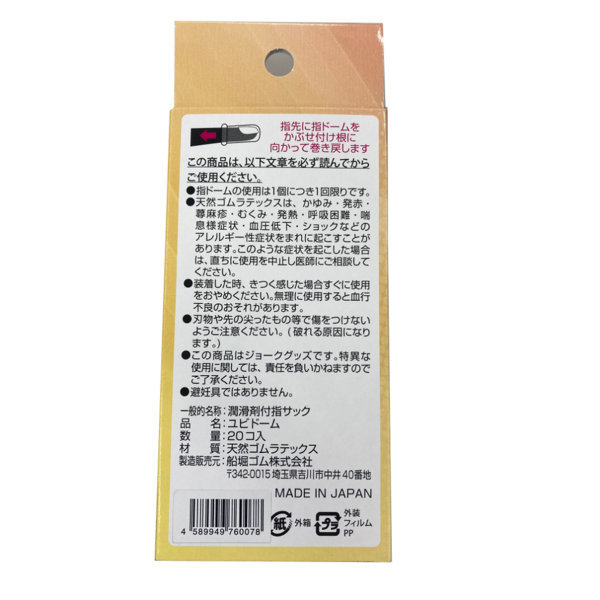 指先に指ドームを
かぶせ付け根に
向かって巻き戻します
この商品は、以下文章を必ず読んでから
ご使用ください。
●指ドームの使用は1個につき1回限りです。
●天然ゴムラテックスは、かゆみ・発赤・
蕁麻疹・むくみ・発熱・呼吸困難・喘
息様症状・血圧低下・ショックなどの
アレルギー性症状をまれに起こすことが
あります。このような症状を起こした場合
は、直ちに使用を中止し医師にご相談して
ください。
●装着した時、きつく感じた場合すぐに使用
をおやめください。無理に使用すると血行
不良のおそれがあります。
●刃物や先の尖ったもの等で傷をつけない
ようご注意ください。(破れる原因になり
ます。)
●この商品はジョークグッズです。特異な
使用に関しては、責任を負いかねますので
ご了承ください。
●避妊具ではありません。
一般的名称:潤滑剤付指サック
品名:ユビドーム
数量:20コ入
材質:天然ゴムラテックス
製造販売元:船堀ゴム株式会社
〒342-0015 埼玉県吉川市中井40番地
MADE IN JAPAN
4 589949 760078
紙 外箱
プラ 外装
フィルム
PP